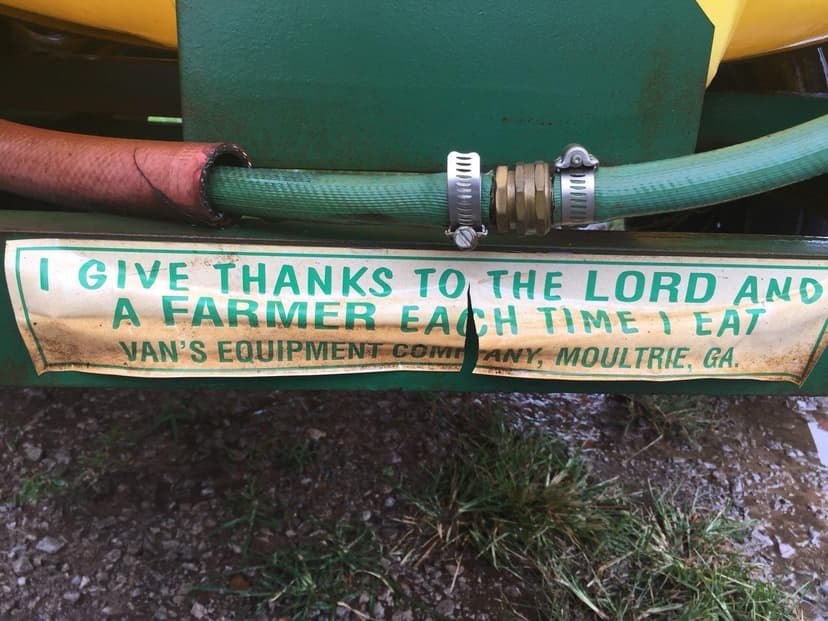 I GIVE THANKS TO THE LORD AND
A FARMER EACH TIME I EAT
VAN'S EQUIPMENT COMPANY, MOULTRIE, GA.